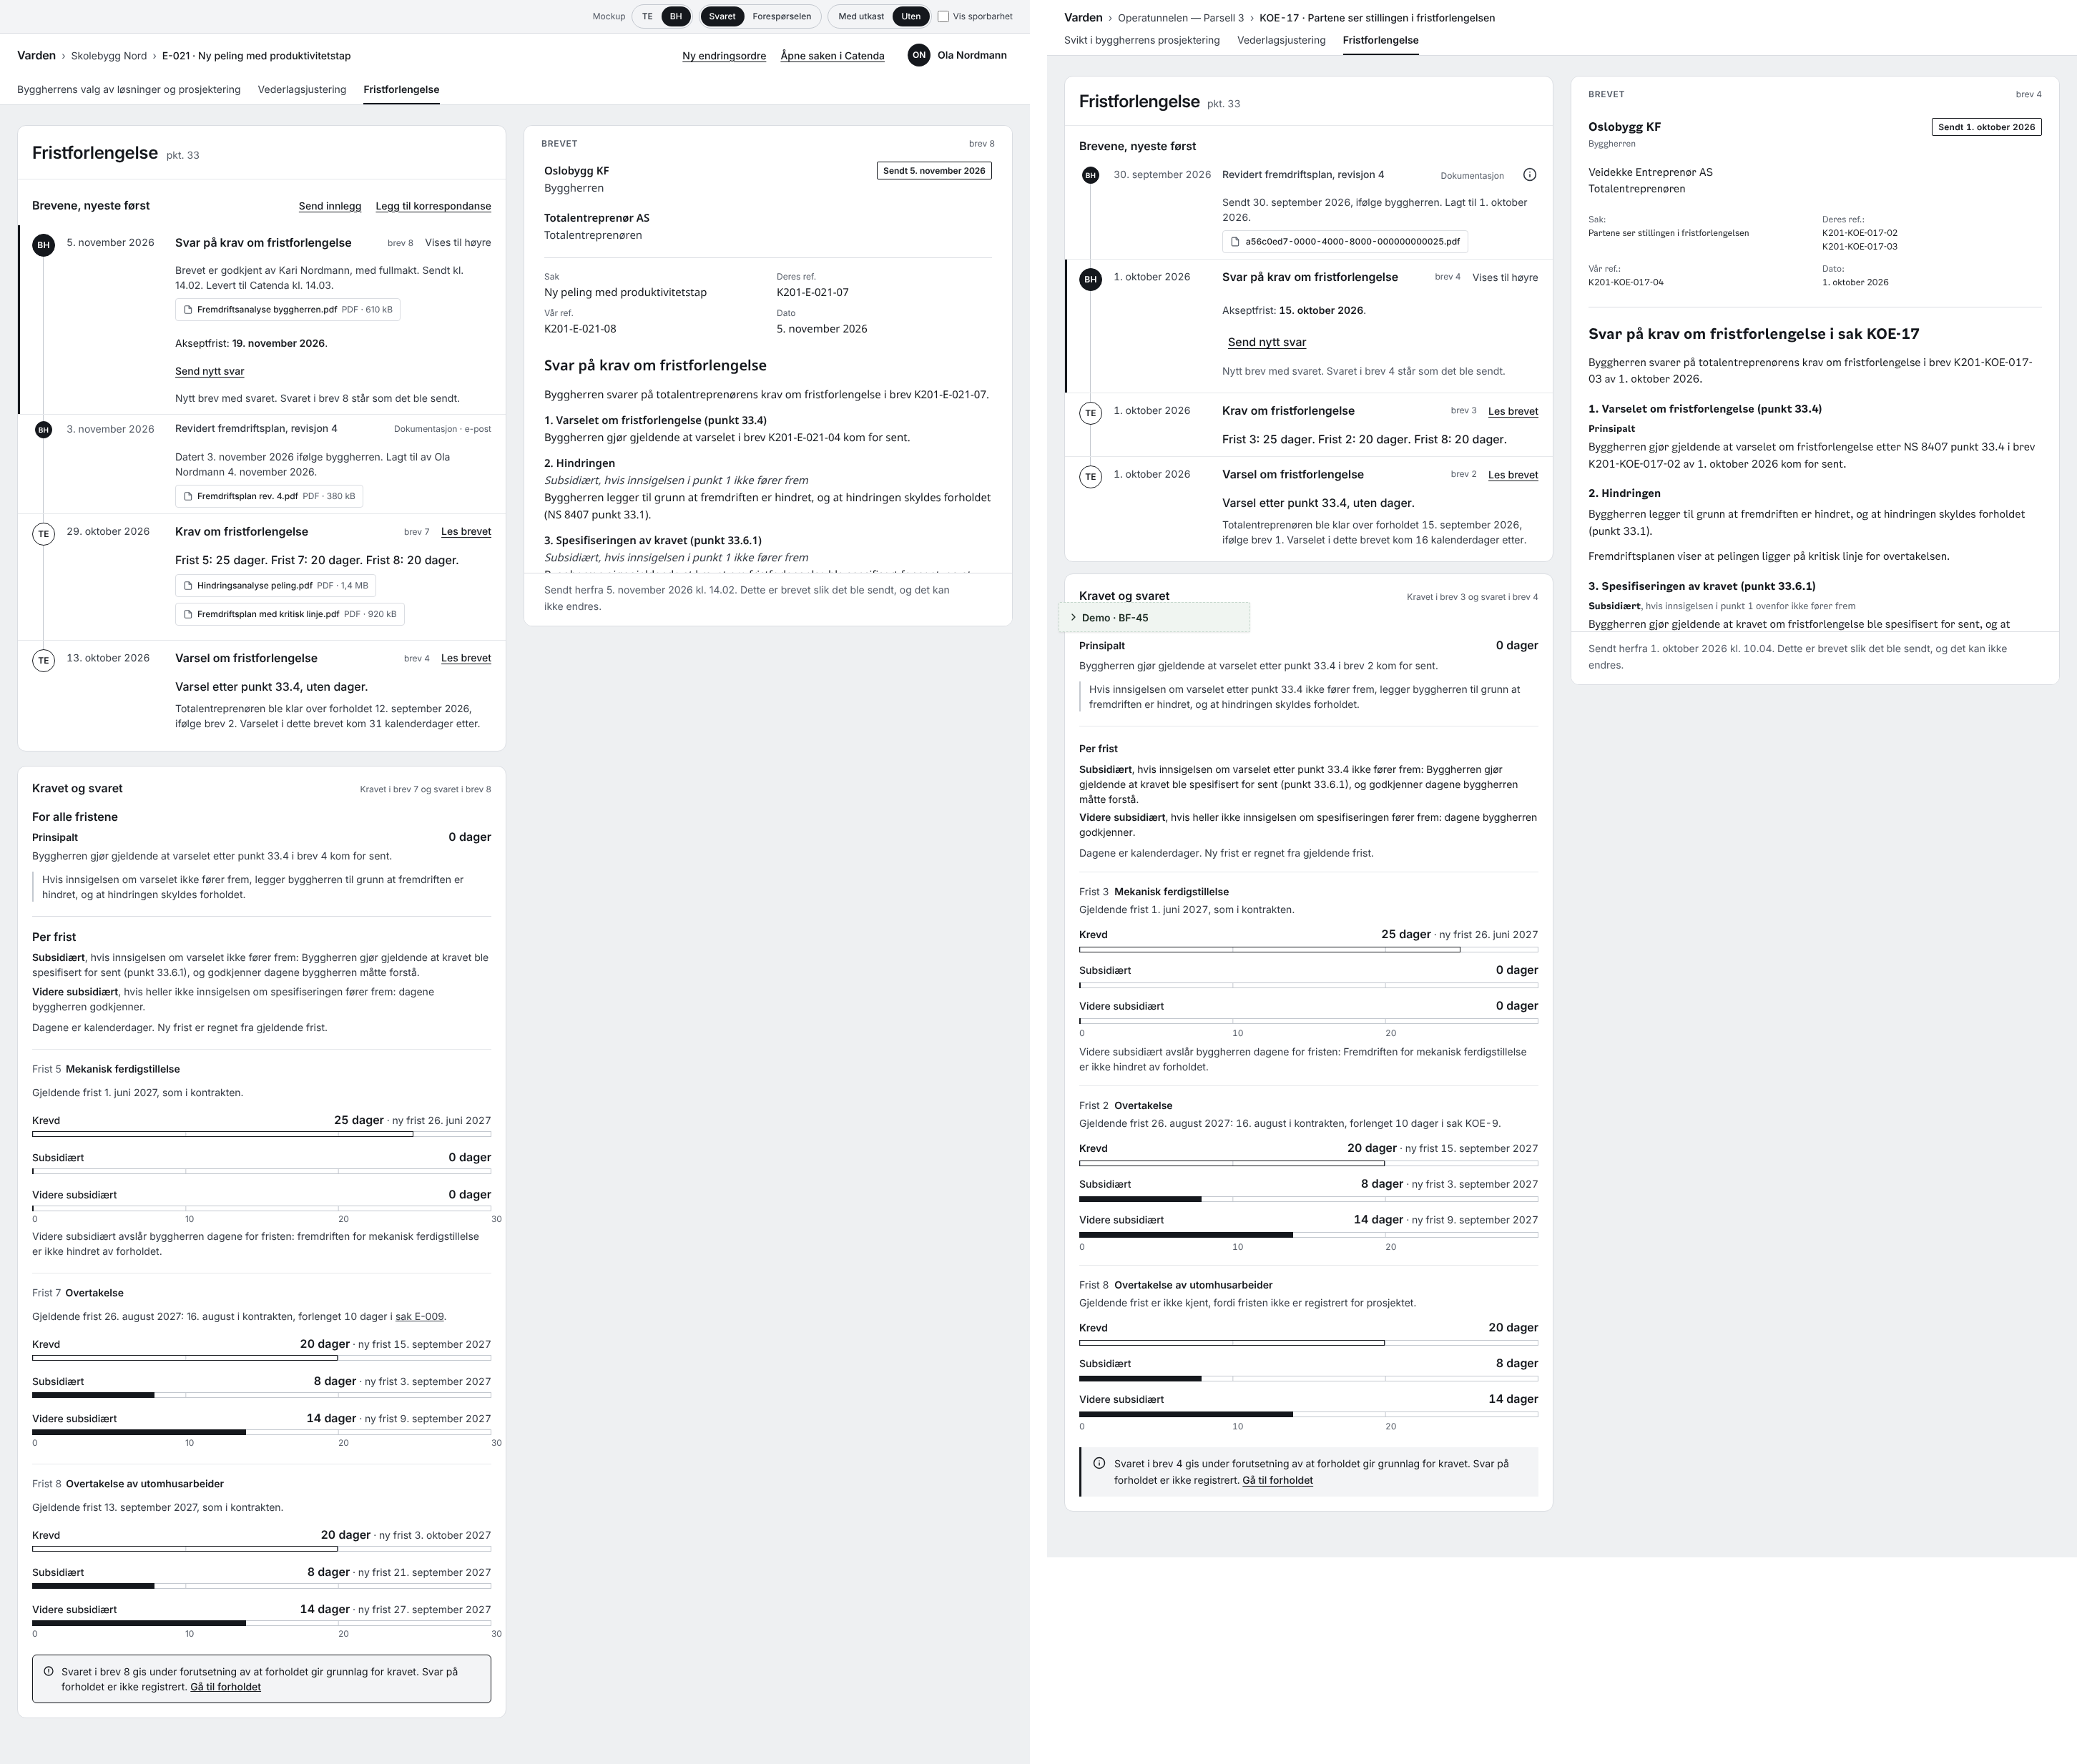 Mockup TE BH Svaret Forespørselen Med utkast Uten Vis sporbarhet
Varden › Skolebygg Nord › E-021 · Ny peling med produktivitetstap
Ny endringsordre Åpne saken i Catenda ON Ola Nordmann
Byggherrens valg av løsninger og prosjektering Vederlagsjustering Fristforlengelse
Fristforlengelse pkt. 33
Brevene, nyeste først Send innlegg Legg til korrespondanse
BH 5. november 2026 Svar på krav om fristforlengelse brev 8 Vises til høyre
Brevet er godkjent av Kari Nordmann, med fullmakt. Sendt kl.
14.02. Levert til Catenda kl. 14.03.
Fremdriftsanalyse byggherren.pdf PDF · 610 kB
Akseptfrist: 19. november 2026.
Send nytt svar
Nytt brev med svaret. Svaret i brev 8 står som det ble sendt.
BH 3. november 2026 Revidert fremdriftsplan, revisjon 4 Dokumentasjon · e-post
Datert 3. november 2026 ifølge byggherren. Lagt til av Ola
Nordmann 4. november 2026.
Fremdriftsplan rev. 4.pdf PDF · 380 kB
TE 29. oktober 2026 Krav om fristforlengelse brev 7 Les brevet
Frist 5: 25 dager. Frist 7: 20 dager. Frist 8: 20 dager.
Hindringsanalyse peling.pdf PDF · 1,4 MB
Fremdriftsplan med kritisk linje.pdf PDF · 920 kB
TE 13. oktober 2026 Varsel om fristforlengelse brev 4 Les brevet
Varsel etter punkt 33.4, uten dager.
Totalentreprenøren ble klar over forholdet 12. september 2026,
ifølge brev 2. Varselet i dette brevet kom 31 kalenderdager etter.
Kravet og svaret Kravet i brev 7 og svaret i brev 8
For alle fristene
Prinsipalt 0 dager
Byggherren gjør gjeldende at varselet etter punkt 33.4 i brev 4 kom for sent.
Hvis innsigelsen om varselet ikke fører frem, legger byggherren til grunn at fremdriften er
hindret, og at hindringen skyldes forholdet.
Per frist
Subsidiært, hvis innsigelsen om varselet ikke fører frem: Byggherren gjør gjeldende at kravet ble
spesifisert for sent (punkt 33.6.1), og godkjenner dagene byggherren måtte forstå.
Videre subsidiært, hvis heller ikke innsigelsen om spesifiseringen fører frem: dagene
byggherren godkjenner.
Dagene er kalenderdager. Ny frist er regnet fra gjeldende frist.
Frist 5 Mekanisk ferdigstillelse
Gjeldende frist 1. juni 2027, som i kontrakten.
Krevd 25 dager · ny frist 26. juni 2027
Subsidiært 0 dager
Videre subsidiært 0 dager
0 10 20 30
Videre subsidiært avslår byggherren dagene for fristen: fremdriften for mekanisk ferdigstillelse
er ikke hindret av forholdet.
Frist 7 Overtakelse
Gjeldende frist 26. august 2027: 16. august i kontrakten, forlenget 10 dager i sak E-009.
Krevd 20 dager · ny frist 15. september 2027
Subsidiært 8 dager · ny frist 3. september 2027
Videre subsidiært 14 dager · ny frist 9. september 2027
0 10 20 30
Frist 8 Overtakelse av utomhusarbeider
Gjeldende frist 13. september 2027, som i kontrakten.
Krevd 20 dager · ny frist 3. oktober 2027
Subsidiært 8 dager · ny frist 21. september 2027
Videre subsidiært 14 dager · ny frist 27. september 2027
0 10 20 30
Svaret i brev 8 gis under forutsetning av at forholdet gir grunnlag for kravet. Svar på
forholdet er ikke registrert. Gå til forholdet
BREVET brev 8
Oslobygg KF Sendt 5. november 2026
Byggherren
Totalentreprenør AS
Totalentreprenøren
Sak Deres ref.
Ny peling med produktivitetstap K201-E-021-07
Vår ref. Dato
K201-E-021-08 5. november 2026
Svar på krav om fristforlengelse
Byggherren svarer på totalentreprenørens krav om fristforlengelse i brev K201-E-021-07.
1. Varselet om fristforlengelse (punkt 33.4)
Byggherren gjør gjeldende at varselet i brev K201-E-021-04 kom for sent.
2. Hindringen
Subsidiært, hvis innsigelsen i punkt 1 ikke fører frem
Byggherren legger til grunn at fremdriften er hindret, og at hindringen skyldes forholdet
(NS 8407 punkt 33.1).
3. Spesifiseringen av kravet (punkt 33.6.1)
Subsidiært, hvis innsigelsen i punkt 1 ikke fører frem
Sendt herfra 5. november 2026 kl. 14.02. Dette er brevet slik det ble sendt, og det kan
ikke endres.
Varden › Operatunnelen — Parsell 3 › KOE-17 · Partene ser stillingen i fristforlengelsen
Svikt i byggherrens prosjektering Vederlagsjustering Fristforlengelse
Fristforlengelse pkt. 33
Brevene, nyeste først
BH 30. september 2026 Revidert fremdriftsplan, revisjon 4 Dokumentasjon
Sendt 30. september 2026, ifølge byggherren. Lagt til 1. oktober
2026.
a56c0ed7-0000-4000-8000-000000000025.pdf
BH 1. oktober 2026 Svar på krav om fristforlengelse brev 4 Vises til høyre
Akseptfrist: 15. oktober 2026.
Send nytt svar
Nytt brev med svaret. Svaret i brev 4 står som det ble sendt.
TE 1. oktober 2026 Krav om fristforlengelse brev 3 Les brevet
Frist 3: 25 dager. Frist 2: 20 dager. Frist 8: 20 dager.
TE 1. oktober 2026 Varsel om fristforlengelse brev 2 Les brevet
Varsel etter punkt 33.4, uten dager.
Totalentreprenøren ble klar over forholdet 15. september 2026,
ifølge brev 1. Varselet i dette brevet kom 16 kalenderdager etter.
Kravet og svaret Kravet i brev 3 og svaret i brev 4
Demo · BF-45
Prinsipalt 0 dager
Byggherren gjør gjeldende at varselet etter punkt 33.4 i brev 2 kom for sent.
Hvis innsigelsen om varselet etter punkt 33.4 ikke fører frem, legger byggherren til grunn at
fremdriften er hindret, og at hindringen skyldes forholdet.
Per frist
Subsidiært, hvis innsigelsen om varselet etter punkt 33.4 ikke fører frem: Byggherren gjør
gjeldende at kravet ble spesifisert for sent (punkt 33.6.1), og godkjenner dagene byggherren
måtte forstå.
Videre subsidiært, hvis heller ikke innsigelsen om spesifiseringen fører frem: dagene byggherren
godkjenner.
Dagene er kalenderdager. Ny frist er regnet fra gjeldende frist.
Frist 3 Mekanisk ferdigstillelse
Gjeldende frist 1. juni 2027, som i kontrakten.
Krevd 25 dager · ny frist 26. juni 2027
Subsidiært 0 dager
Videre subsidiært 0 dager
0 10 20
Videre subsidiært avslår byggherren dagene for fristen: Fremdriften for mekanisk ferdigstillelse
er ikke hindret av forholdet.
Frist 2 Overtakelse
Gjeldende frist 26. august 2027: 16. august i kontrakten, forlenget 10 dager i sak KOE-9.
Krevd 20 dager · ny frist 15. september 2027
Subsidiært 8 dager · ny frist 3. september 2027
Videre subsidiært 14 dager · ny frist 9. september 2027
0 10 20
Frist 8 Overtakelse av utomhusarbeider
Gjeldende frist er ikke kjent, fordi fristen ikke er registrert for prosjektet.
Krevd 20 dager
Subsidiært 8 dager
Videre subsidiært 14 dager
0 10 20
Svaret i brev 4 gis under forutsetning av at forholdet gir grunnlag for kravet. Svar på
forholdet er ikke registrert. Gå til forholdet
BREVET brev 4
Oslobygg KF Sendt 1. oktober 2026
Byggherren
Veidekke Entreprenør AS
Totalentreprenøren
Sak: Deres ref.:
Partene ser stillingen i fristforlengelsen K201-KOE-017-02
K201-KOE-017-03
Vår ref.: Dato:
K201-KOE-017-04 1. oktober 2026
Svar på krav om fristforlengelse i sak KOE-17
Byggherren svarer på totalentreprenørens krav om fristforlengelse i brev K201-KOE-017-
03 av 1. oktober 2026.
1. Varselet om fristforlengelse (punkt 33.4)
Prinsipalt
Byggherren gjør gjeldende at varselet om fristforlengelse etter NS 8407 punkt 33.4 i brev
K201-KOE-017-02 av 1. oktober 2026 kom for sent.
2. Hindringen
Byggherren legger til grunn at fremdriften er hindret, og at hindringen skyldes forholdet
(punkt 33.1).
Fremdriftsplanen viser at pelingen ligger på kritisk linje for overtakelsen.
3. Spesifiseringen av kravet (punkt 33.6.1)
Subsidiært, hvis innsigelsen i punkt 1 ovenfor ikke fører frem
Byggherren gjør gjeldende at kravet om fristforlengelse ble spesifisert for sent, og at
Sendt herfra 1. oktober 2026 kl. 10.04. Dette er brevet slik det ble sendt, og det kan ikke
endres.